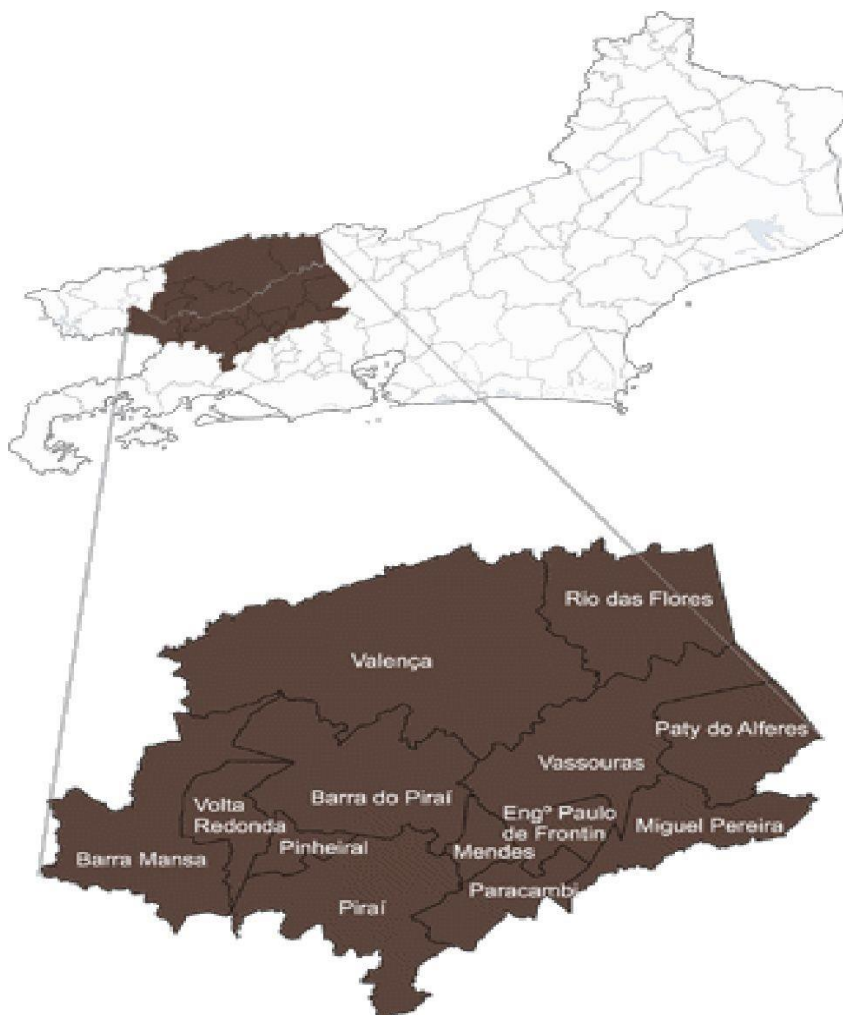 Rio das Flores
Valença
Paty do Alferes
Vassouras
Barra do Piraí
Volta
Redonda
Engº Paulo
de Frontin
Miguel Pereira
Pinheiral
Mendes
Barra Mansa
Paracambi
Piraí